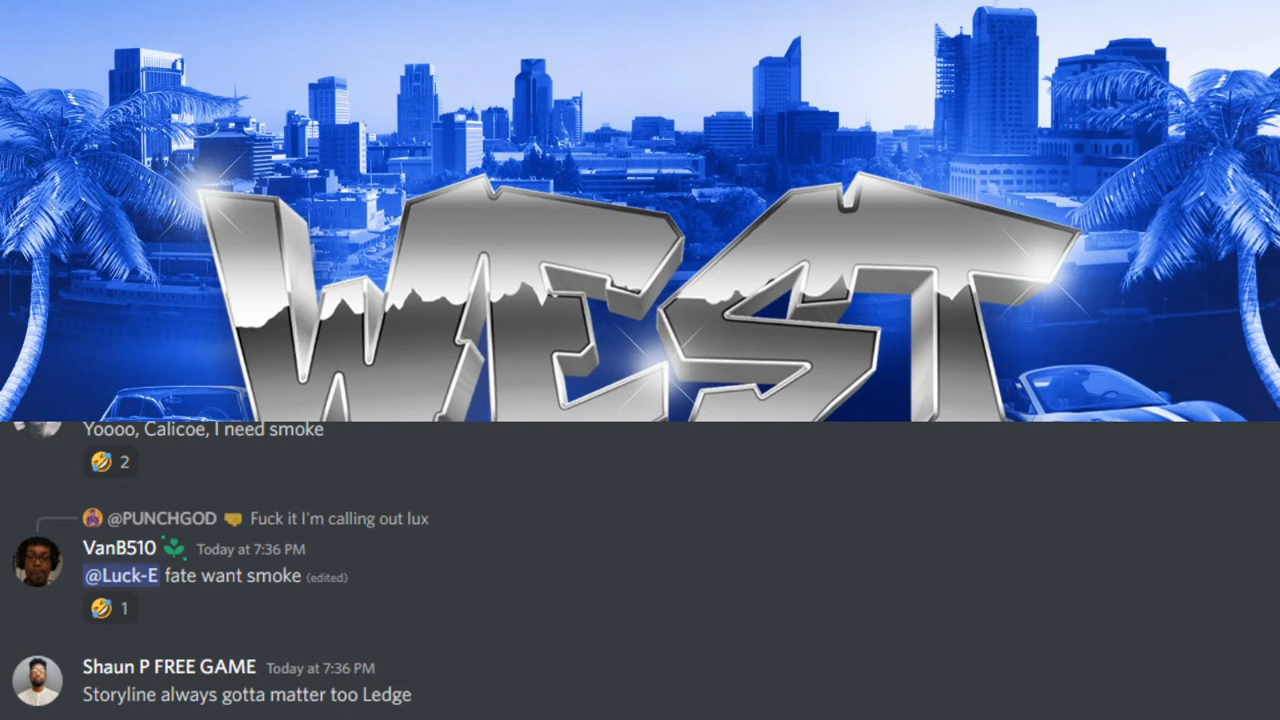 WEST
Yoooo, Calicoe, I need smoke
🤣 2
@PUNCHGOD 🤜 Fuck it I'm calling out lux
VanB510 Today at 7:36 PM
@Luck-E fate want smoke (edited)
🤣 1
Shaun P FREE GAME Today at 7:36 PM
Storyline always gotta matter too Ledge